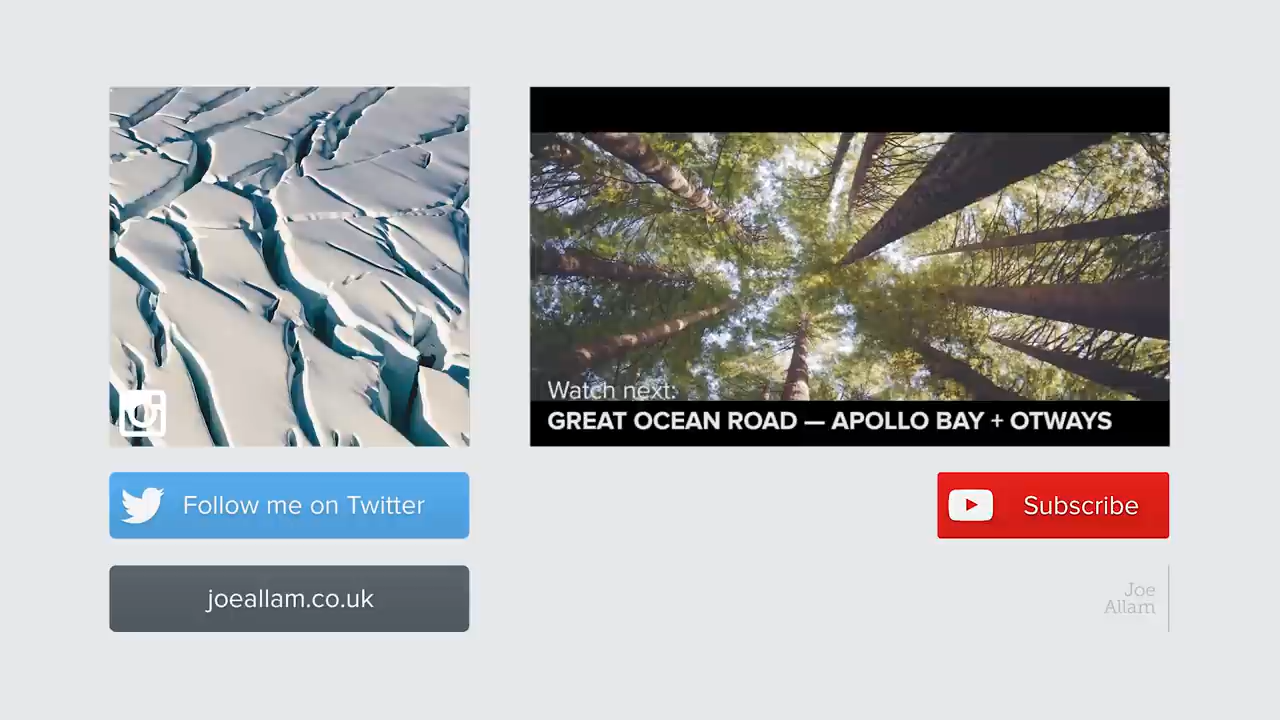 Watch next:
GREAT OCEAN ROAD — APOLLO BAY + OTWAYS
Follow me on Twitter
Subscribe
joeallam.co.uk
Joe
Allam